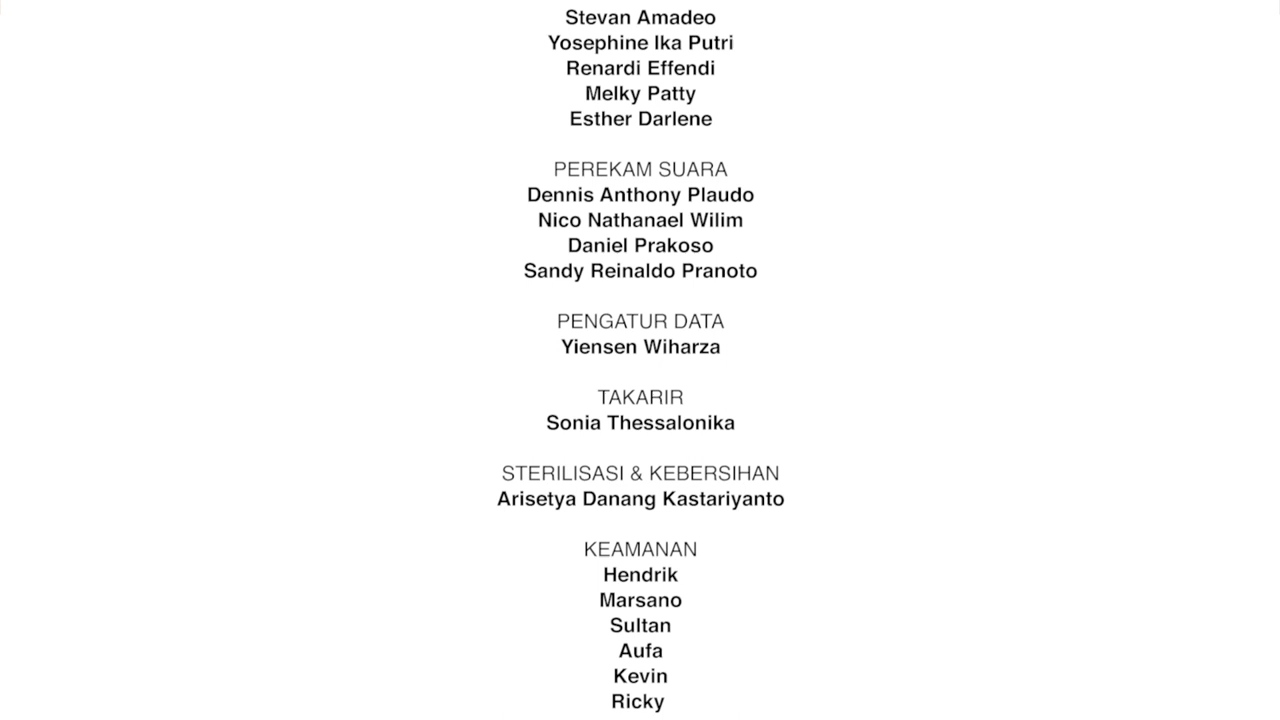 Stevan Amadeo
Yosephine Ika Putri
Renardi Effendi
Melky Patty
Esther Darlene
PEREKAM SUARA
Dennis Anthony Plaudo
Nico Nathanael Wilim
Daniel Prakoso
Sandy Reinaldo Pranoto
PENGATUR DATA
Yiensen Wiharza
TAKARIR
Sonia Thessalonika
STERILISASI & KEBERSIHAN
Arisetya Danang Kastariyanto
KEAMANAN
Hendrik
Marsano
Sultan
Aufa
Kevin
Ricky